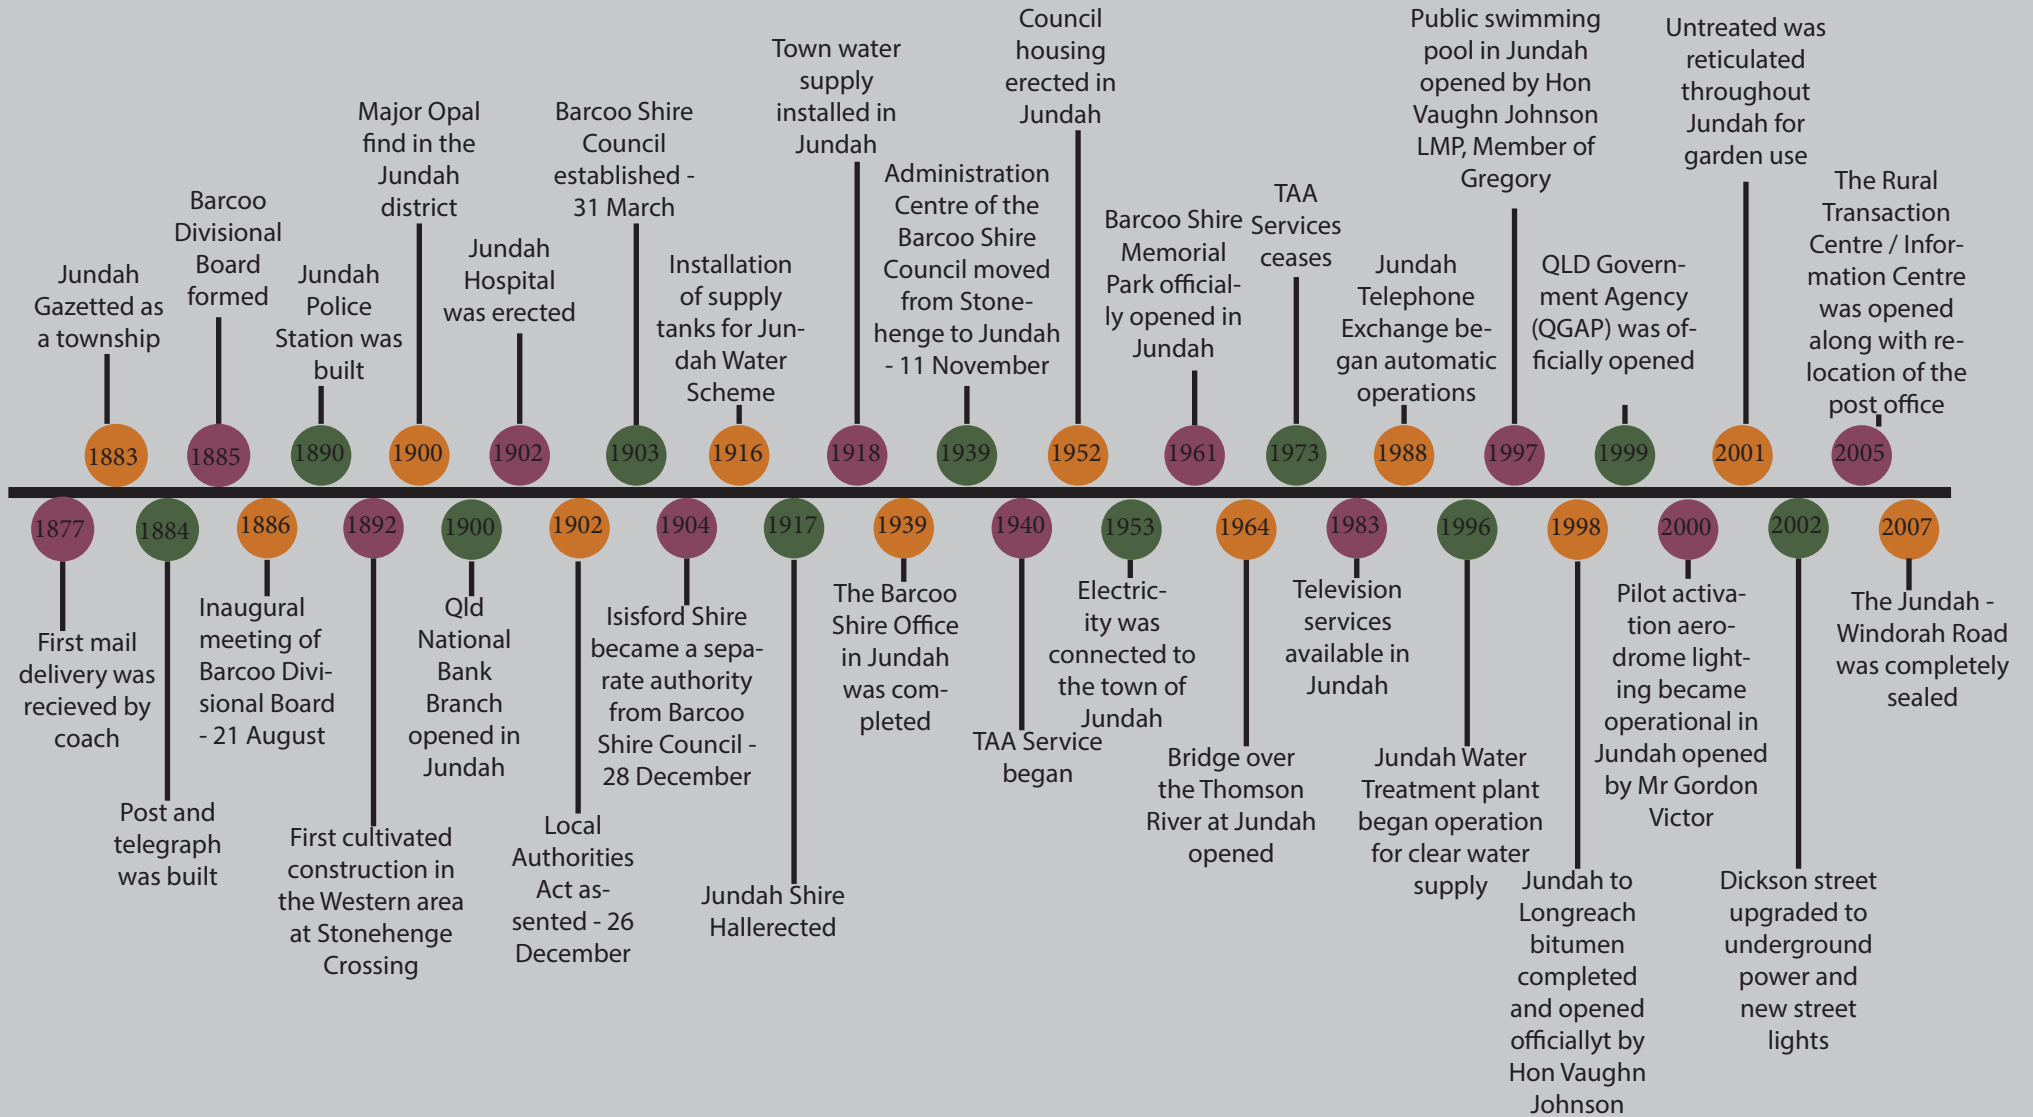 Jundah
Gazetted as
a township
1883
Barcoo
Divisional
Board
formed
1885
Jundah
Police
Station was
built
1890
Major Opal
find in the
Jundah
district
1900
Jundah
Hospital
was erected
1902
Barcoo Shire
Council
established -
31 March
1903
Installation
of supply
tanks for Jun-
dah Water
Scheme
1916
Town water
supply
installed in
Jundah
1918
Administration
Centre of the
Barcoo Shire
Council moved
from Stone-
henge to Jundah
- 11 November
1939
Council
housing
erected in
Jundah
1952
Barcoo Shire
Memorial
Park official-
ly opened in
Jundah
1961
TAA
Services
ceases
1973
Jundah
Telephone
Exchange be-
gan automatic
operations
1988
Public swimming
pool in Jundah
opened by Hon
Vaughn Johnson
LMP, Member of
Gregory
1997
QLD Govern-
ment Agency
(QGAP) was of-
ficially opened
1999
Untreated was
reticulated
throughout
Jundah for
garden use
2001
The Rural
Transaction
Centre / Infor-
mation Centre
was opened
along with re-
location of the
post office
2005
1877
First mail
delivery was
recieved by
coach
1884
Post and
telegraph
was built
1886
Inaugural
meeting of
Barcoo Divi-
sional Board
- 21 August
1892
First cultivated
construction in
the Western area
at Stonehenge
Crossing
1900
Qld
National
Bank
Branch
opened in
Jundah
1902
Local
Authorities
Act as-
sented - 26
December
1904
Isisford Shire
became a sepa-
rate authority
from Barcoo
Shire Council -
28 December
1917
Jundah Shire
Hallerected
1939
The Barcoo
Shire Office
in Jundah
was com-
pleted
1940
TAA Service
began
1953
Electric-
ity was
connected to
the town of
Jundah
1964
Bridge over
the Thomson
River at Jundah
opened
1983
Television
services
available in
Jundah
1996
Jundah Water
Treatment plant
began operation
for clear water
supply
1998
Jundah to
Longreach
bitumen
completed
and opened
officiallyt by
Hon Vaughn
Johnson
2000
Pilot activa-
tion aero-
drome light-
ing became
operational in
Jundah opened
by Mr Gordon
Victor
2002
Dickson street
upgraded to
underground
power and
new street
lights
2007
The Jundah -
Windorah Road
was completely
sealed